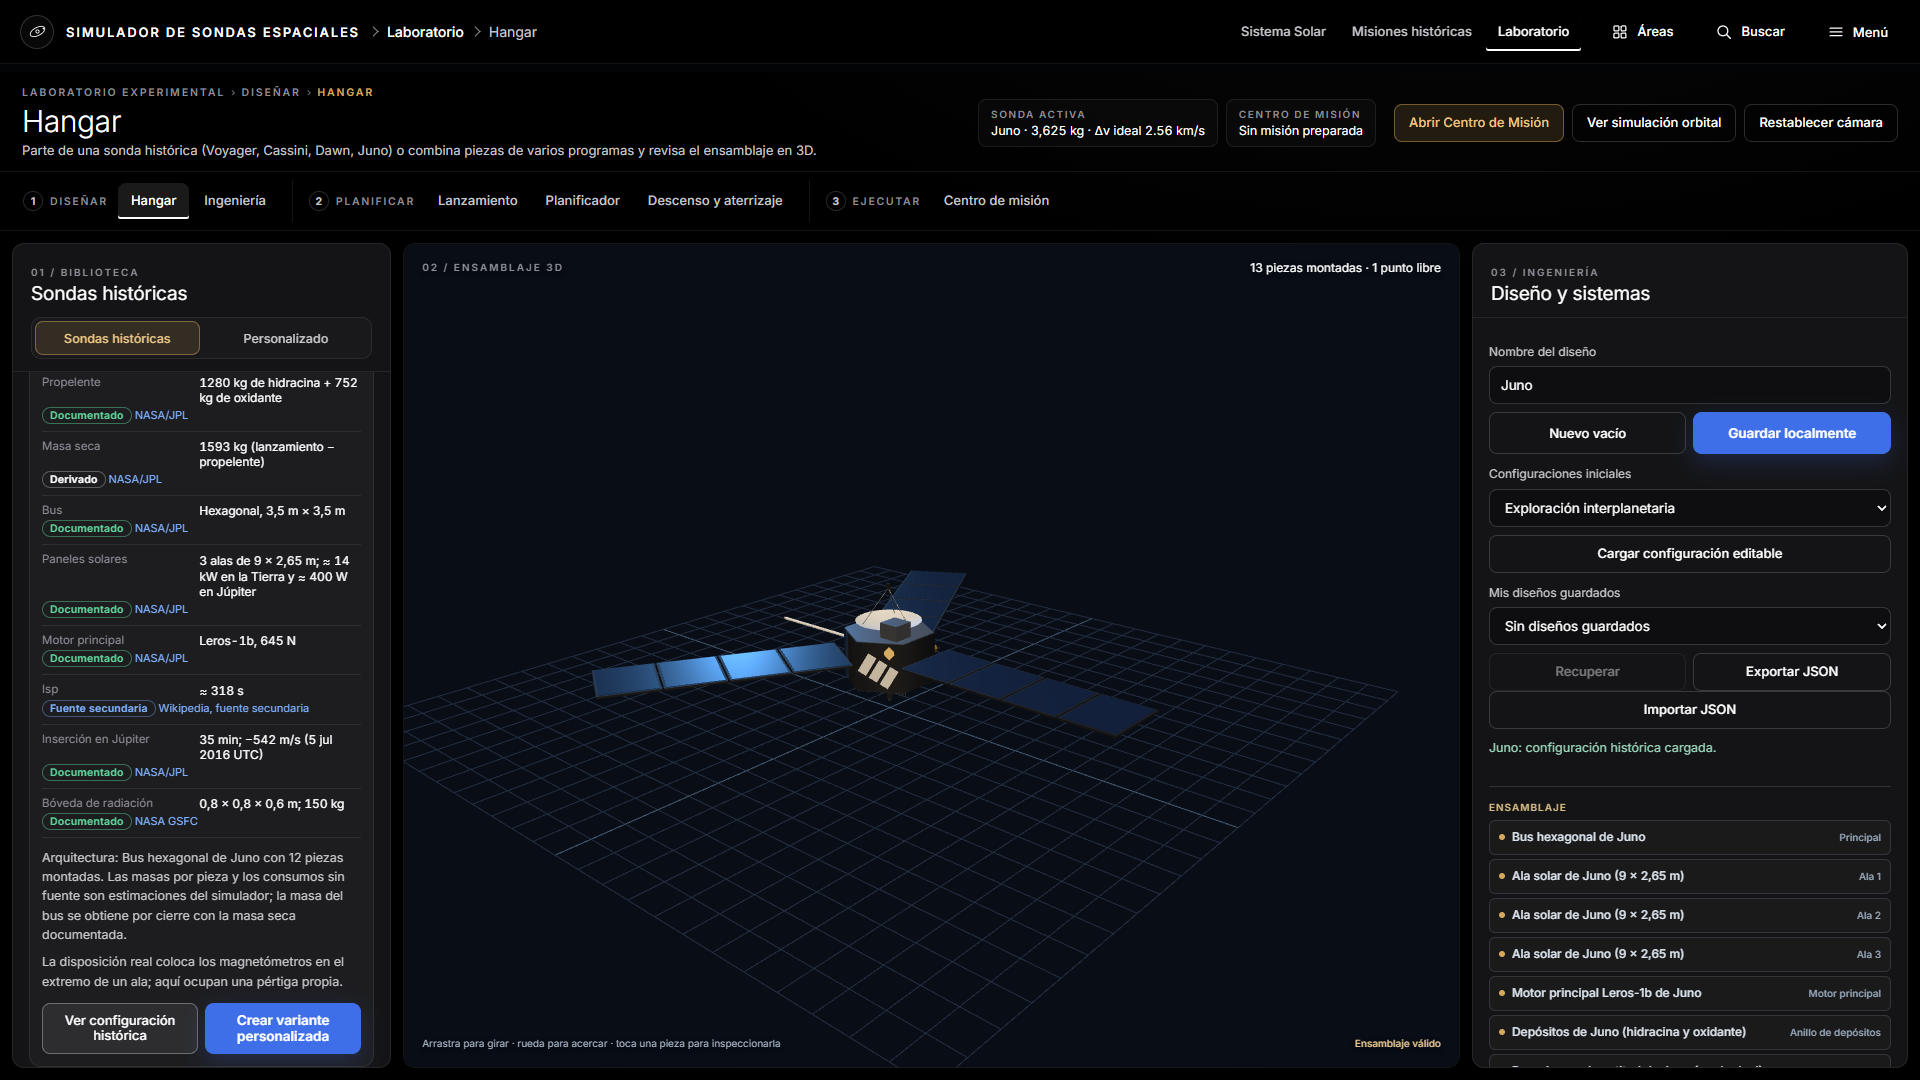 SIMULADOR DE SONDAS ESPACIALES > Laboratorio > Hangar
Sistema Solar
Misiones históricas
Laboratorio
Áreas
Buscar
Menú
LABORATORIO EXPERIMENTAL › DISEÑAR › HANGAR
Hangar
Parte de una sonda histórica (Voyager, Cassini, Dawn, Juno) o combina piezas de varios programas y revisa el ensamblaje en 3D.
SONDA ACTIVA
Juno · 3,625 kg · Δv ideal 2.56 km/s
CENTRO DE MISIÓN
Sin misión preparada
Abrir Centro de Misión
Ver simulación orbital
Restablecer cámara
1 DISEÑAR
Hangar
Ingeniería
2 PLANIFICAR
Lanzamiento
Planificador
Descenso y aterrizaje
3 EJECUTAR
Centro de misión
01 / BIBLIOTECA
Sondas históricas
Sondas históricas
Personalizado
Propelente
1280 kg de hidracina + 752
kg de oxidante
Documentado NASA/JPL
Masa seca
1593 kg (lanzamiento −
propelente)
Derivado NASA/JPL
Bus
Hexagonal, 3,5 m × 3,5 m
Documentado NASA/JPL
Paneles solares
3 alas de 9 × 2,65 m; ≈ 14
kW en la Tierra y ≈ 400 W
en Júpiter
Documentado NASA/JPL
Motor principal
Leros-1b, 645 N
Documentado NASA/JPL
Isp
≈ 318 s
Fuente secundaria Wikipedia, fuente secundaria
Inserción en Júpiter
35 min; −542 m/s (5 jul
2016 UTC)
Documentado NASA/JPL
Bóveda de radiación
0,8 × 0,8 × 0,6 m; 150 kg
Documentado NASA GSFC
Arquitectura: Bus hexagonal de Juno con 12 piezas
montadas. Las masas por pieza y los consumos sin
fuente son estimaciones del simulador; la masa del
bus se obtiene por cierre con la masa seca
documentada.
La disposición real coloca los magnetómetros en el
extremo de un ala; aquí ocupan una pértiga propia.
Ver configuración
histórica
Crear variante
personalizada
02 / ENSAMBLAJE 3D
13 piezas montadas · 1 punto libre
Arrastra para girar · rueda para acercar · toca una pieza para inspeccionarla
Ensamblaje válido
03 / INGENIERÍA
Diseño y sistemas
Nombre del diseño
Juno
Nuevo vacío
Guardar localmente
Configuraciones iniciales
Exploración interplanetaria
Cargar configuración editable
Mis diseños guardados
Sin diseños guardados
Recuperar
Exportar JSON
Importar JSON
Juno: configuración histórica cargada.
ENSAMBLAJE
Bus hexagonal de Juno
Principal
Ala solar de Juno (9 × 2,65 m)
Ala 1
Ala solar de Juno (9 × 2,65 m)
Ala 2
Ala solar de Juno (9 × 2,65 m)
Ala 3
Motor principal Leros-1b de Juno
Motor principal
Depósitos de Juno (hidracina y oxidante)
Anillo de depósitos